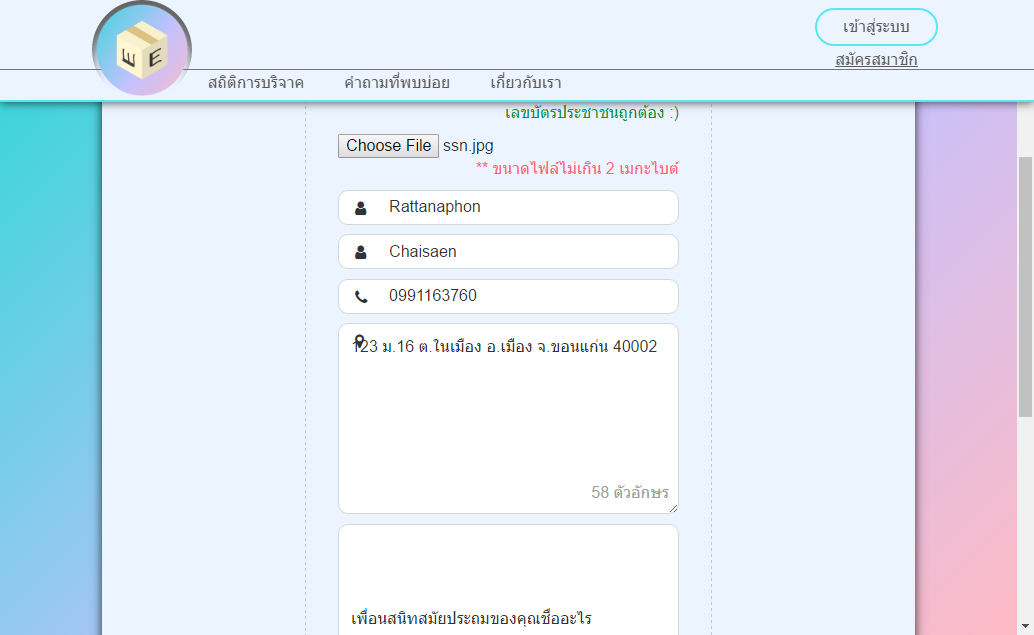 เข้าสู่ระบบ
สมัครสมาชิก
W E
สถิติการบริจาค คำถามที่พบบ่อย เกี่ยวกับเรา
เลขบัตรประชาชนถูกต้อง :)
Choose File ssn.jpg
** ขนาดไฟล์ไม่เกิน 2 เมกะไบต์
Rattanaphon
Chaisaen
0991163760
123 ม.16 ต.ในเมือง อ.เมือง จ.ขอนแก่น 40002
58 ตัวอักษร
เพื่อนสนิทสมัยประถมของคุณชื่ออะไร